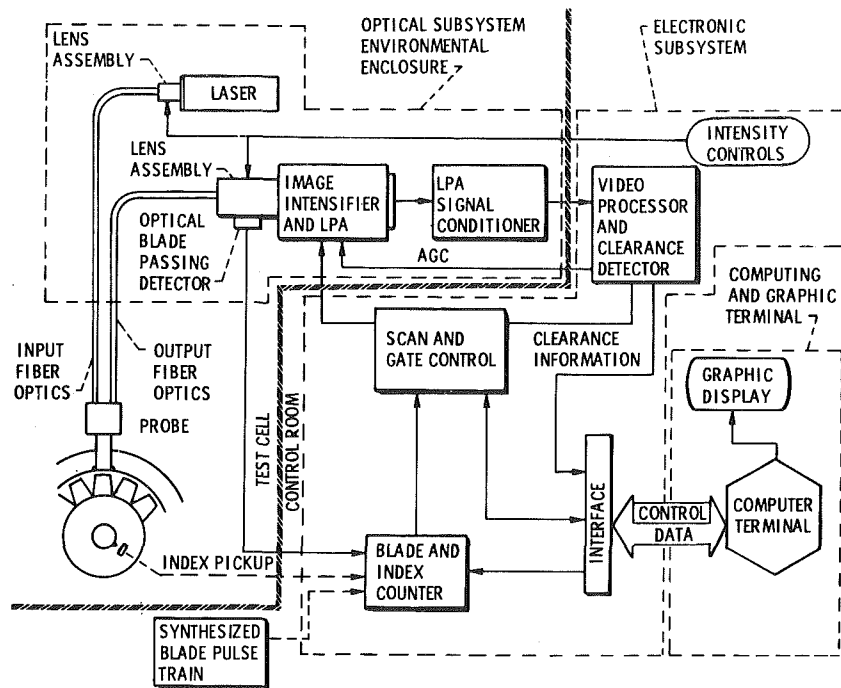 LENS
ASSEMBLY
LASER
OPTICAL SUBSYSTEM
ENVIRONMENTAL
ENCLOSURE
ELECTRONIC
SUBSYSTEM
INTENSITY
CONTROLS
LENS
ASSEMBLY
IMAGE
INTENSIFIER
AND LPA
LPA
SIGNAL
CONDITIONER
VIDEO
PROCESSOR
AND
CLEARANCE
DETECTOR
OPTICAL
BLADE
PASSING
DETECTOR
AGC
COMPUTING
AND GRAPHIC
TERMINAL
INPUT
FIBER
OPTICS
OUTPUT
FIBER
OPTICS
SCAN AND
GATE CONTROL
CLEARANCE
INFORMATION
GRAPHIC
DISPLAY
PROBE
TEST CELL
CONTROL ROOM
INTERFACE
CONTROL
DATA
COMPUTER
TERMINAL
INDEX PICKUP
BLADE AND
INDEX
COUNTER
SYNTHESIZED
BLADE PULSE
TRAIN